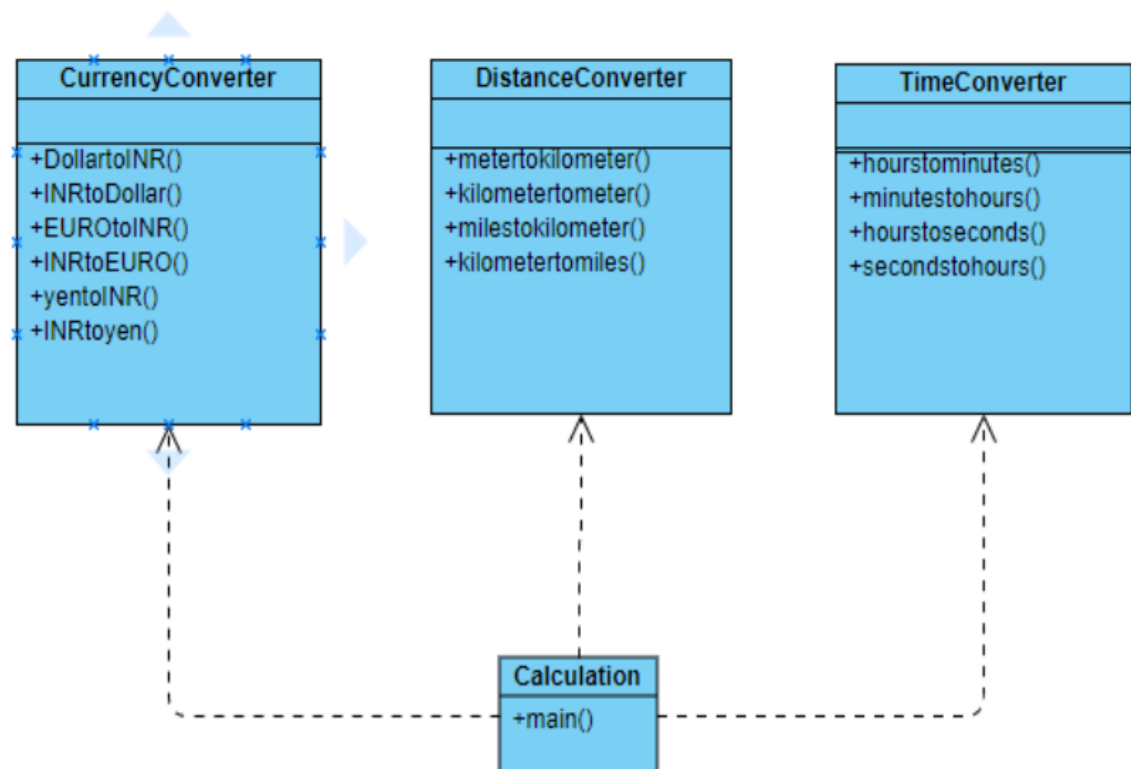 CurrencyConverter
+DollartoINR()
+INRtoDollar()
+EUROtoINR()
+INRtoEURO()
+yentoINR()
+INRtoyen()
DistanceConverter
+metertokilometer()
+kilometertometer()
+milestokilometer()
+kilometertomiles()
TimeConverter
+hourstominutes()
+minutestohours()
+hourstoseconds()
+secondstohours()
Calculation
+main()